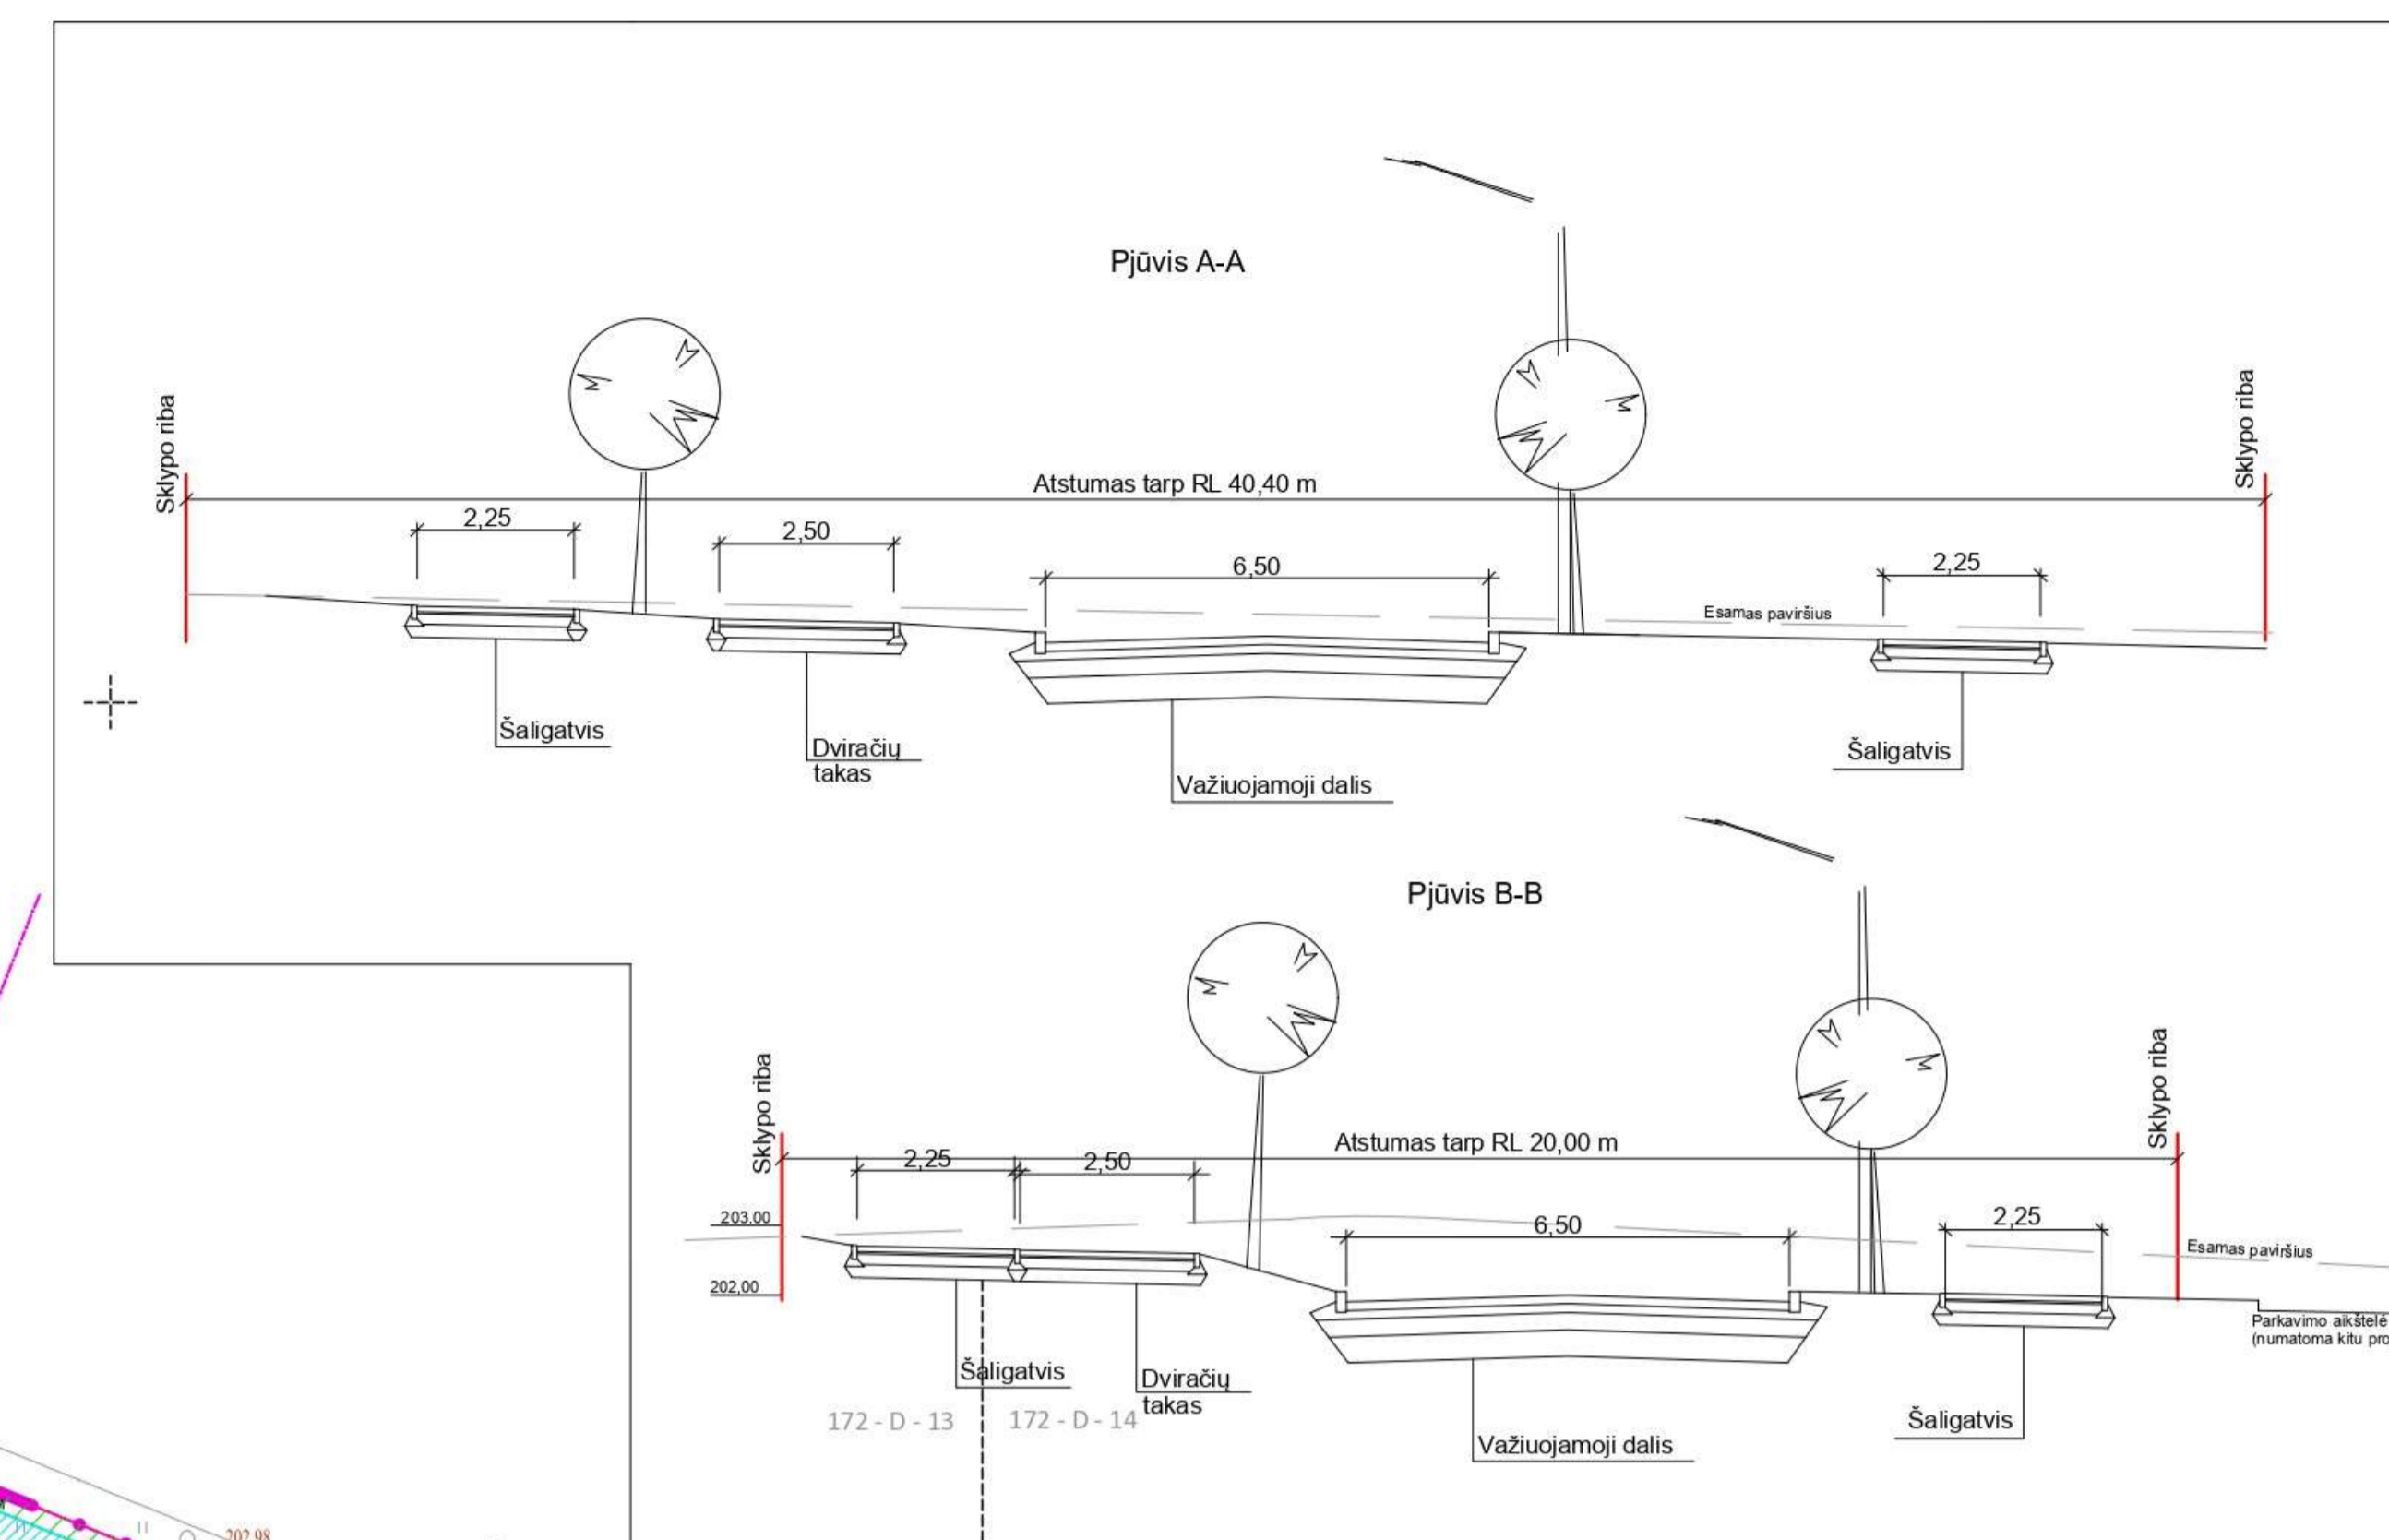 Pjūvis A-A
Sklypo riba
Sklypo riba
Atstumas tarp RL 40,40 m
2,25
2,50
6,50
2,25
Esamas paviršius
Šaligatvis
Dviračių
takas
Važiuojamoji dalis
Šaligatvis
Pjūvis B-B
Sklypo riba
Sklypo riba
Atstumas tarp RL 20,00 m
2,25
2,50
203.00
6,50
2,25
Esamas paviršius
202,00
Parkavimo aikštelė
(numatoma kitu pro
Šaligatvis
Dviračių
takas
172 - D - 13
172 - D - 14
Važiuojamoji dalis
Šaligatvis
202.98